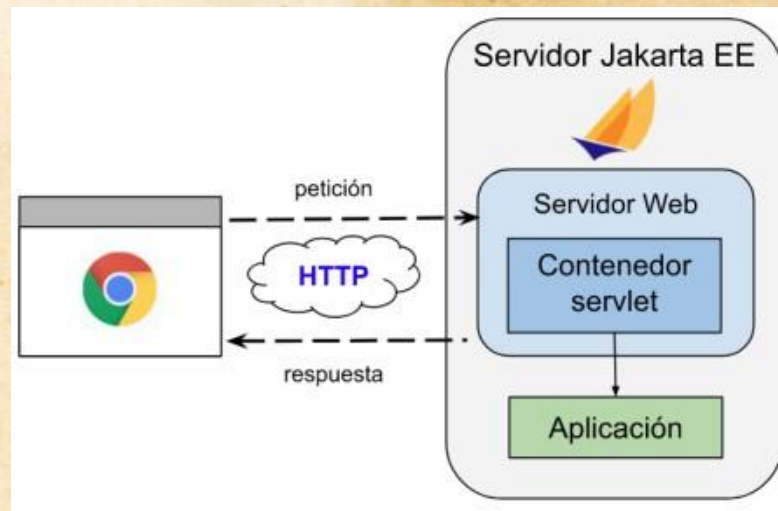 Servidor Jakarta EE
petición
Servidor Web
HTTP
Contenedor
servlet
respuesta
Aplicación